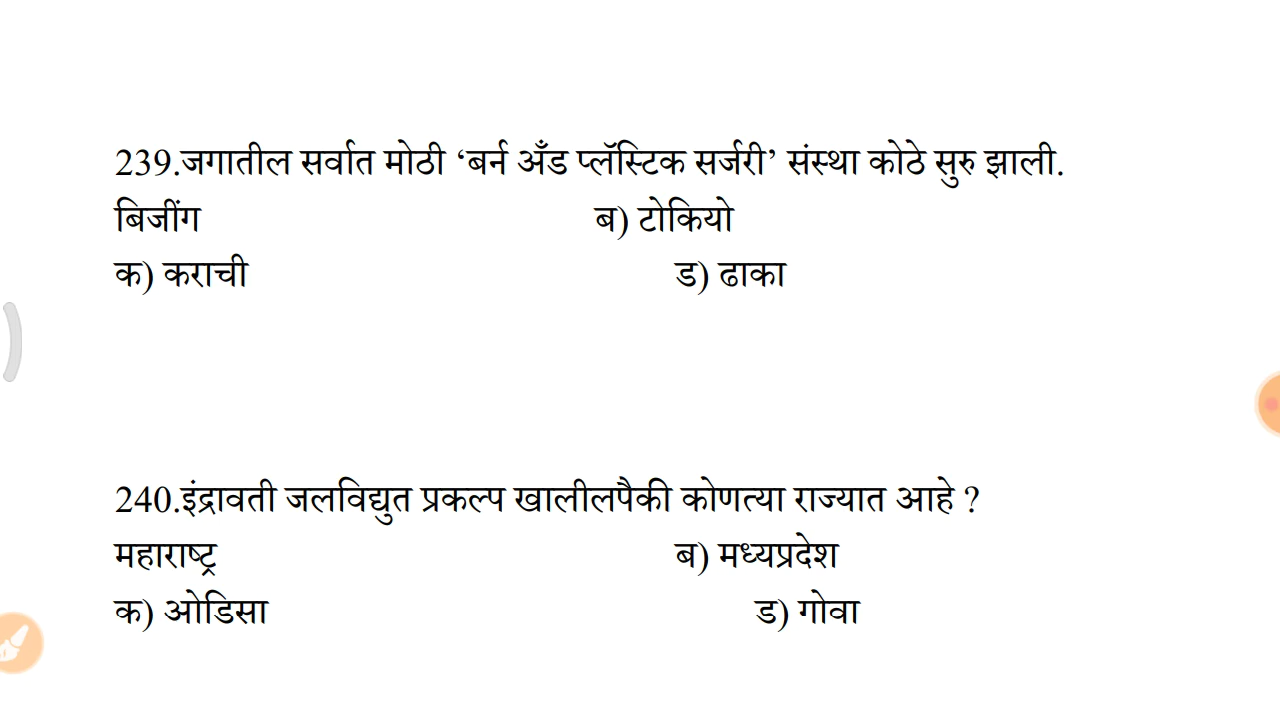 239.जगातील सर्वात मोठी ‘बर्न अँड प्लॅस्टिक सर्जरी’ संस्था कोठे सुरु झाली.
बिजींग ब) टोकियो
क) कराची ड) ढाका
240.इंद्रावती जलविद्युत प्रकल्प खालीलपैकी कोणत्या राज्यात आहे ?
महाराष्ट्र ब) मध्यप्रदेश
क) ओडिसा ड) गोवा